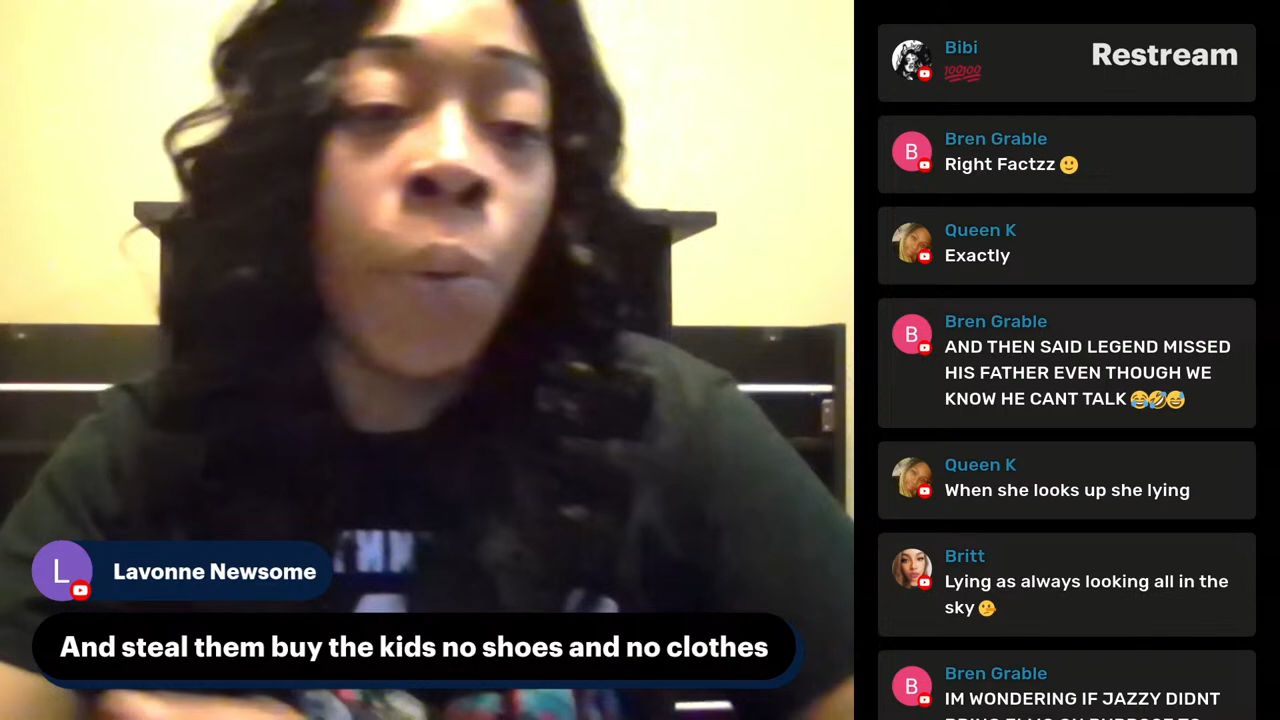 Bibi
Restream
💯💯
Bren Grable
Right Factzz 🙂
Queen K
Exactly
Bren Grable
AND THEN SAID LEGEND MISSED
HIS FATHER EVEN THOUGH WE
KNOW HE CANT TALK 😂🤣😅
Queen K
When she looks up she lying
Britt
Lying as always looking all in the
sky 🤥
Bren Grable
IM WONDERING IF JAZZY DIDNT
L
Lavonne Newsome
And steal them buy the kids no shoes and no clothes